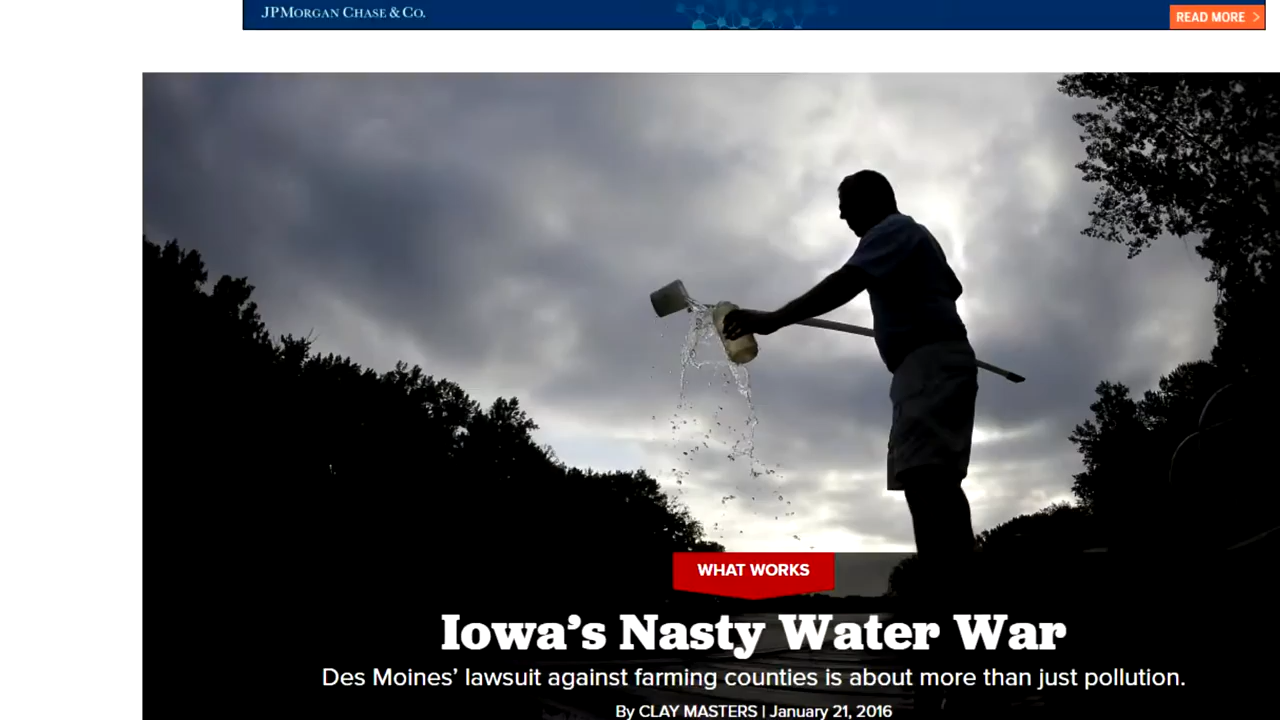 JPMORGAN CHASE & CO.
READ MORE >
WHAT WORKS
Iowa’s Nasty Water War
Des Moines’ lawsuit against farming counties is about more than just pollution.
By CLAY MASTERS | January 21, 2016